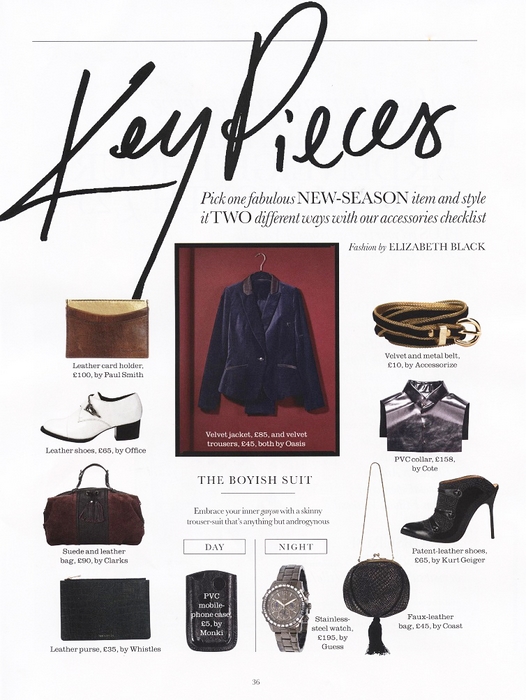 Key Pieces
Pick one fabulous NEW-SEASON item and style
it TWO different ways with our accessories checklist
Fashion by ELIZABETH BLACK
Leather card holder,
£100, by Paul Smith
Leather shoes, £65, by Office
Suede and leather
bag, £90, by Clarks
Leather purse, £35, by Whistles
Velvet jacket, £85, and velvet
trousers, £45, both by Oasis
THE BOYISH SUIT
Embrace your inner garçon with a skinny
trouser-suit that's anything but androgynous
DAY
NIGHT
PVC
mobile-
phone case,
£5, by
Monki
Stainless-
steel watch,
£195, by
Guess
Velvet and metal belt,
£10, by Accessorize
PVC collar, £158,
by Cote
Patent-leather shoes,
£65, by Kurt Geiger
Faux-leather
bag, £45, by Coast
36